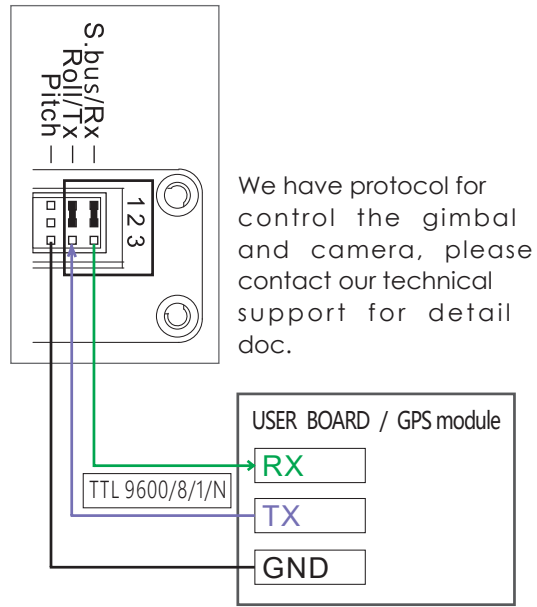 S.bus/Rx
Roll/Tx
Pitch
1 2 3
We have protocol for
control the gimbal
and camera, please
contact our technical
support for detail
doc.
USER BOARD / GPS module
RX
TTL 9600/8/1/N
TX
GND